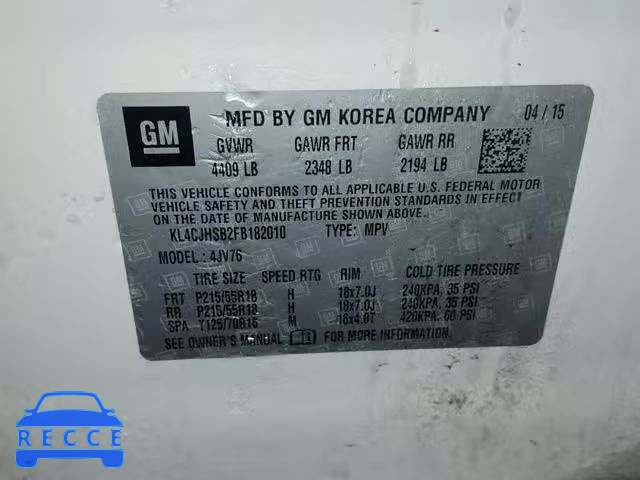 GM
MFD BY GM KOREA COMPANY 04 / 15
GVWR GAWR FRT GAWR RR
4409 LB 2348 LB 2194 LB
THIS VEHICLE CONFORMS TO ALL APPLICABLE U.S. FEDERAL MOTOR
VEHICLE SAFETY AND THEFT PREVENTION STANDARDS IN EFFECT
ON THE DATE OF MANUFACTURE SHOWN ABOVE.
KL4CJHSB2FB182010 TYPE: MPV
MODEL : 4JV76
TIRE SIZE SPEED RTG RIM COLD TIRE PRESSURE
FRT P215/55R18 H 18x7.0J 240KPA, 35 PSI
RR P215/55R18 H 18x7.0J 240KPA, 35 PSI
SPA T125/70R16 M 16x4.0T 420KPA, 60 PSI
SEE OWNER'S MANUAL FOR MORE INFORMATION.
RECCE